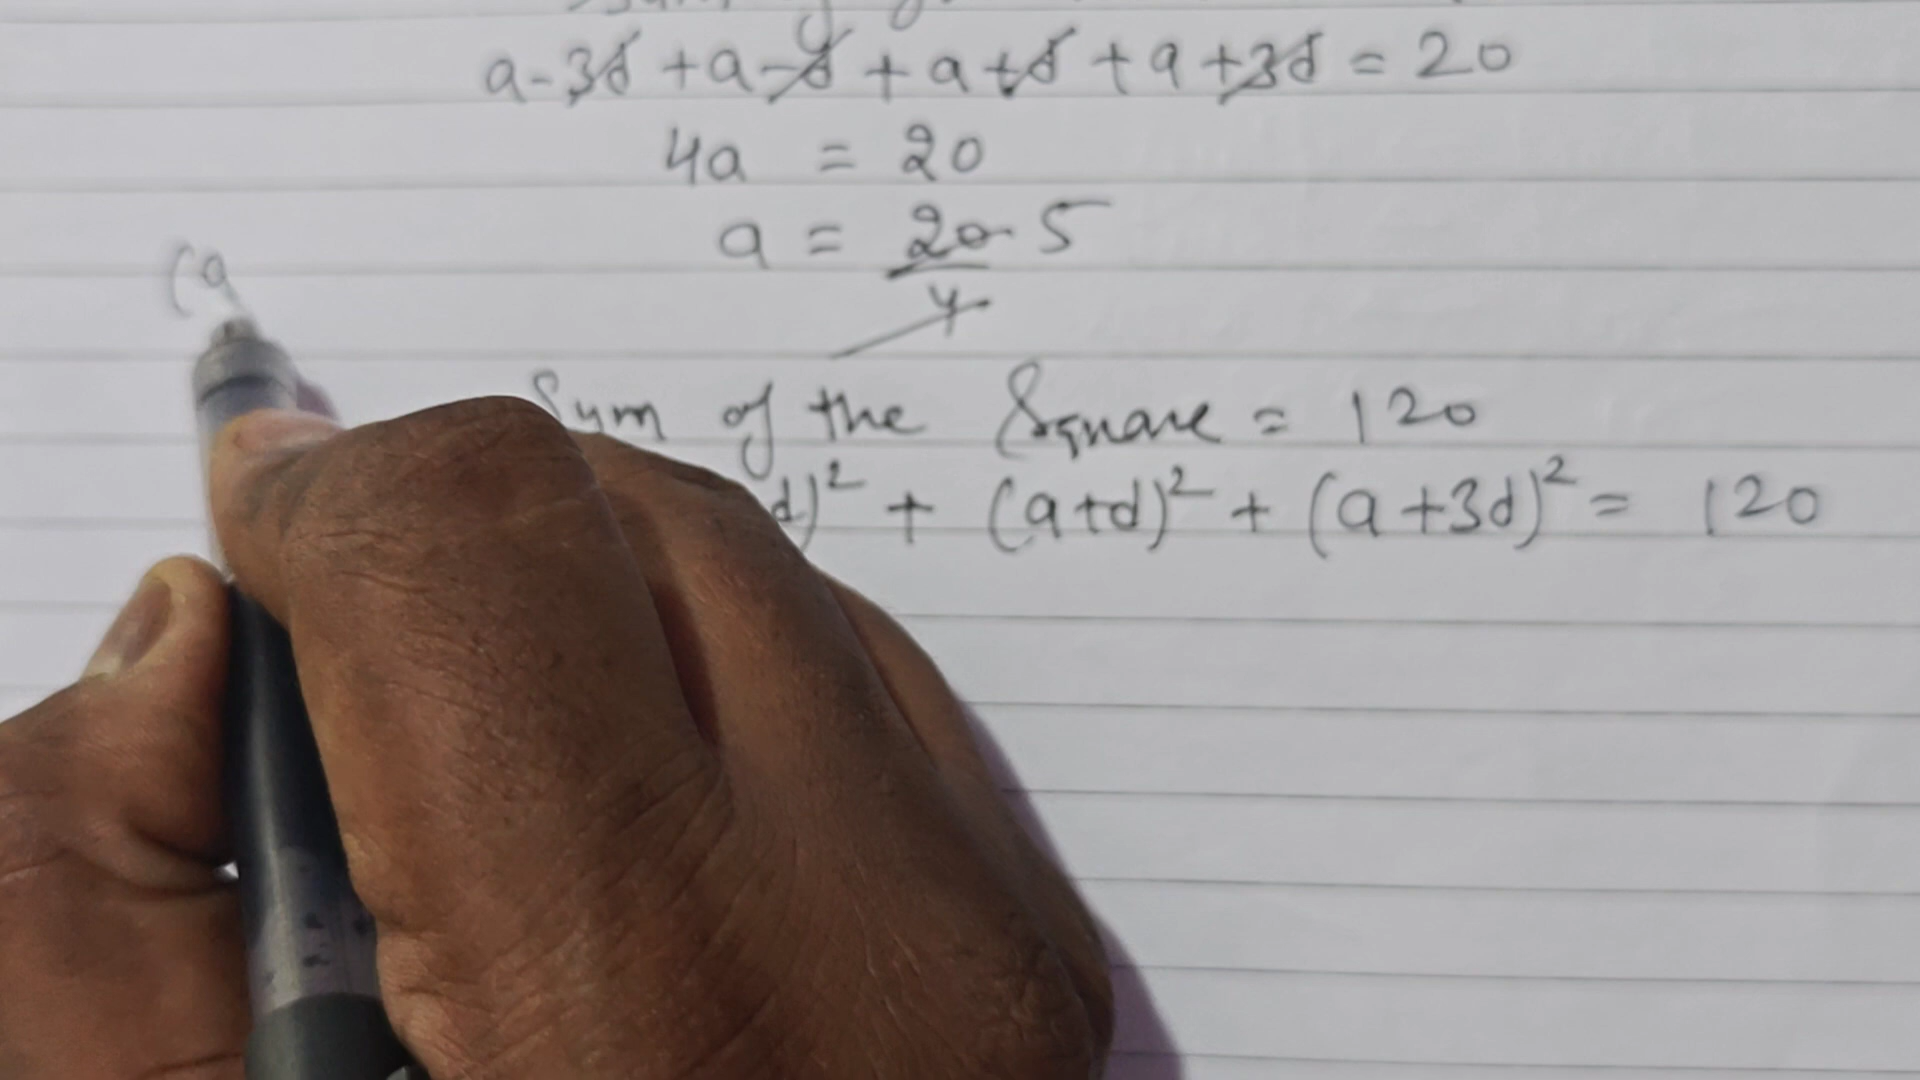 a-3d + a-d + a+d + a+3d = 20
4a = 20
a = 20 5
4
(a
Sum of the Square = 120
d)² + (a+d)² + (a+3d)² = 120